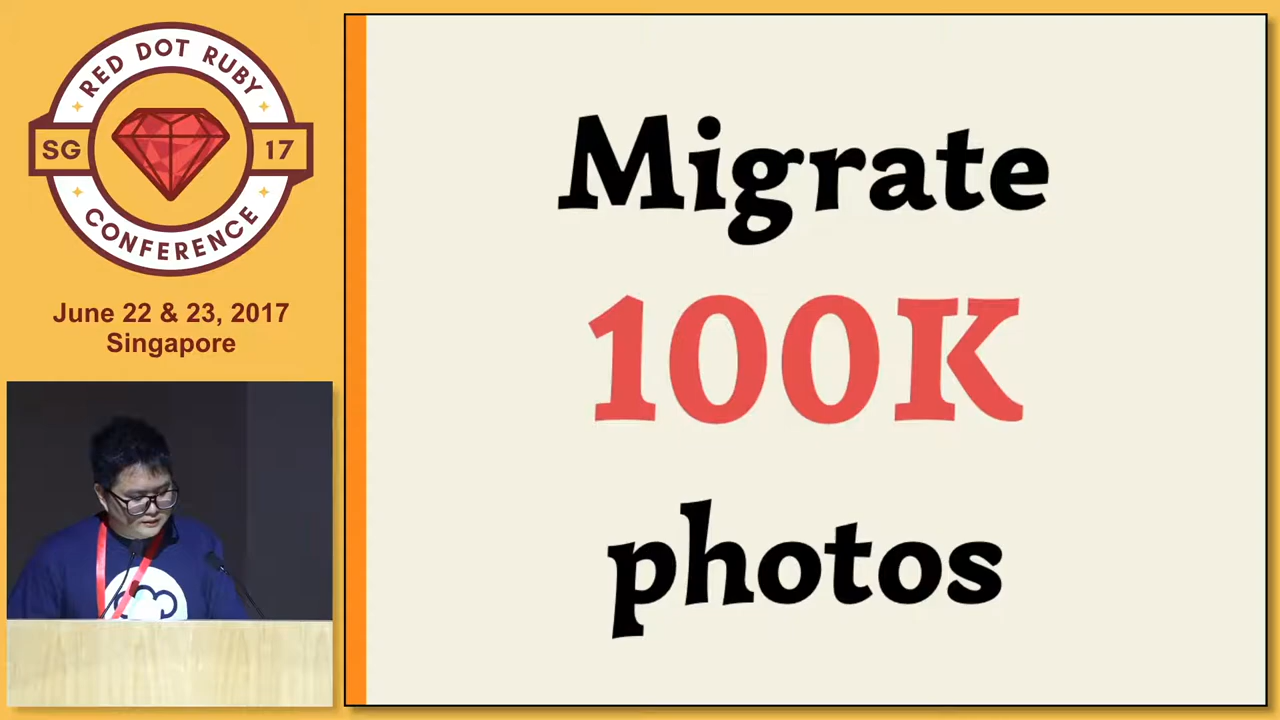 RED DOT RUBY
SG 17
CONFERENCE
June 22 & 23, 2017
Singapore
Migrate
100K
photos